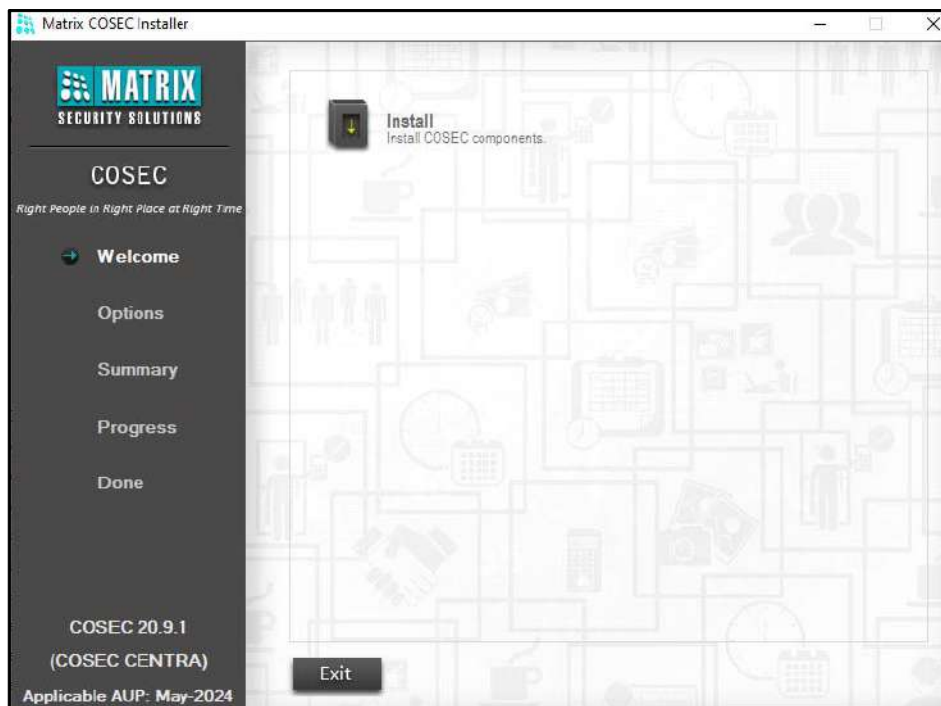 Matrix COSEC Installer
MATRIX
SECURITY SOLUTIONS
COSEC
Right People in Right Place at Right Time
Welcome
Options
Summary
Progress
Done
COSEC 20.9.1
(COSEC CENTRA)
Applicable AUP: May-2024
Install
Install COSEC components.
Exit